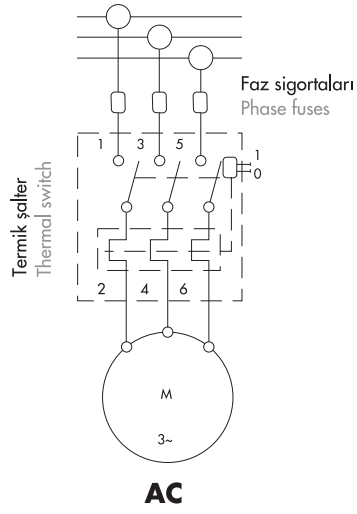 Faz sigortaları
Phase fuses
1 3 5
1
0
Termik şalter
Thermal switch
2 4 6
M
3~
AC